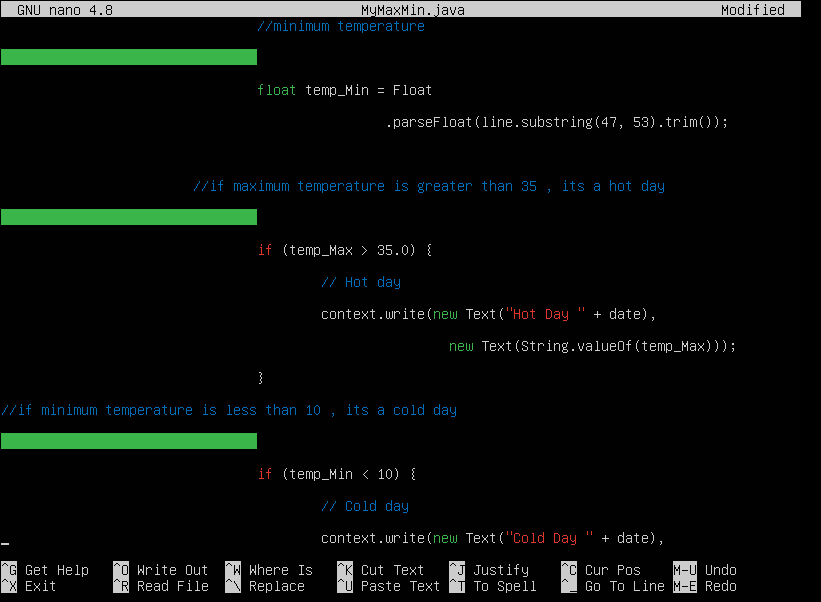 GNU nano 4.8 MyMaxMin.java Modified
//minimum temperature
float temp_Min = Float
.parseFloat(line.substring(47, 53).trim());
//if maximum temperature is greater than 35 , its a hot day
if (temp_Max > 35.0) {
// Hot day
context.write(new Text("Hot Day " + date),
new Text(String.valueOf(temp_Max)));
}
//if minimum temperature is less than 10 , its a cold day
if (temp_Min < 10) {
// Cold day
context.write(new Text("Cold Day " + date),
^G Get Help ^O Write Out ^W Where Is ^K Cut Text ^J Justify ^C Cur Pos M-U Undo
^X Exit ^R Read File ^\ Replace ^U Paste Text ^T To Spell ^_ Go To Line M-E Redo